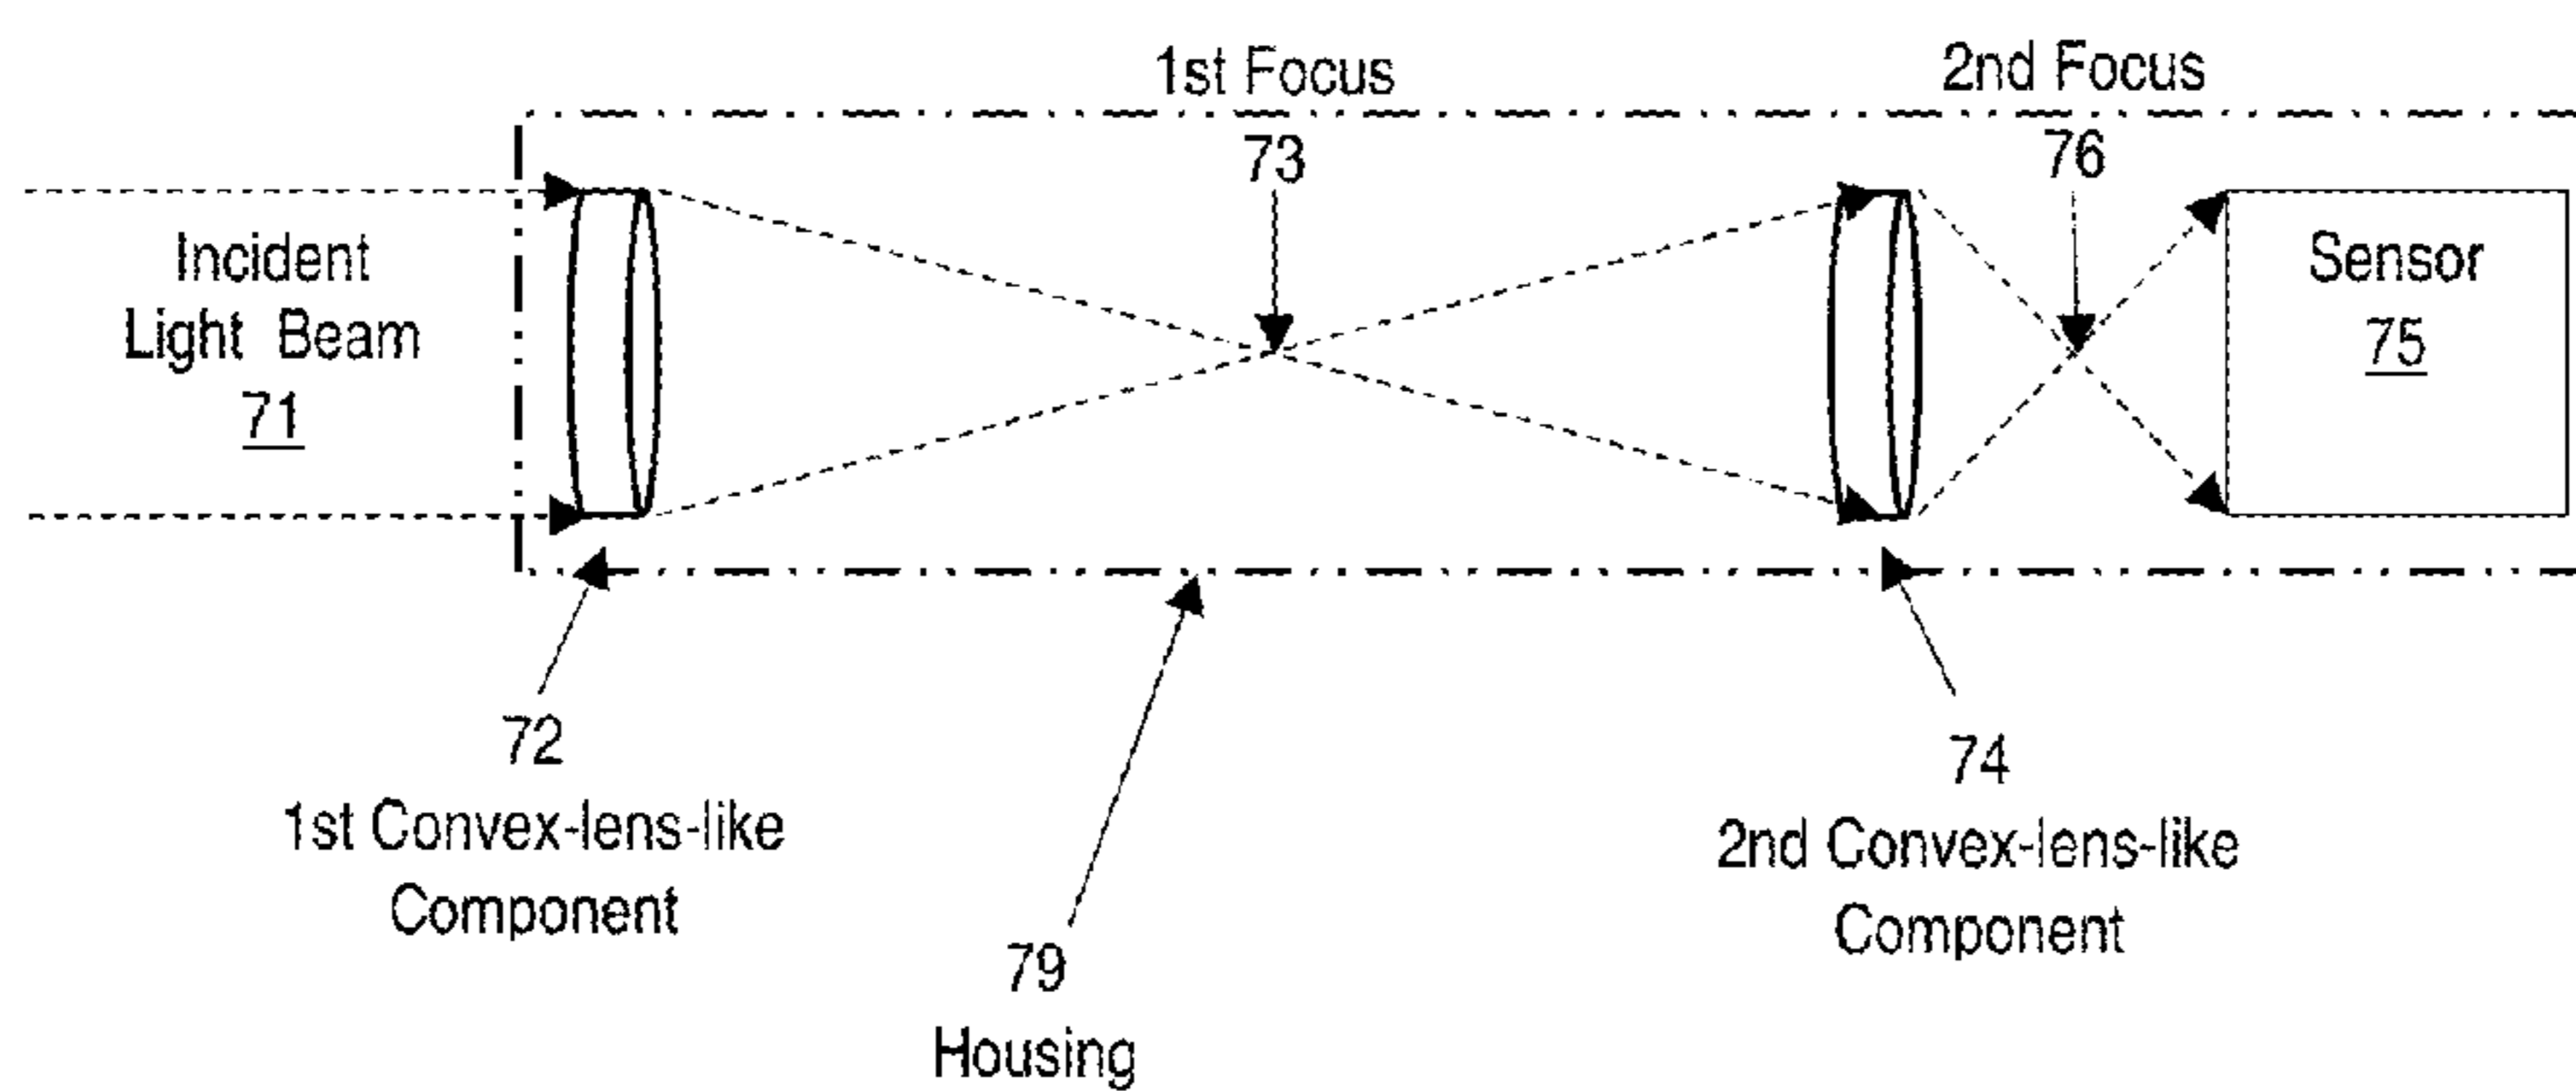 1st Focus
2nd Focus
73
76
Incident
Light Beam
71
Sensor
75
72
1st Convex-lens-like
Component
74
2nd Convex-lens-like
Component
79
Housing